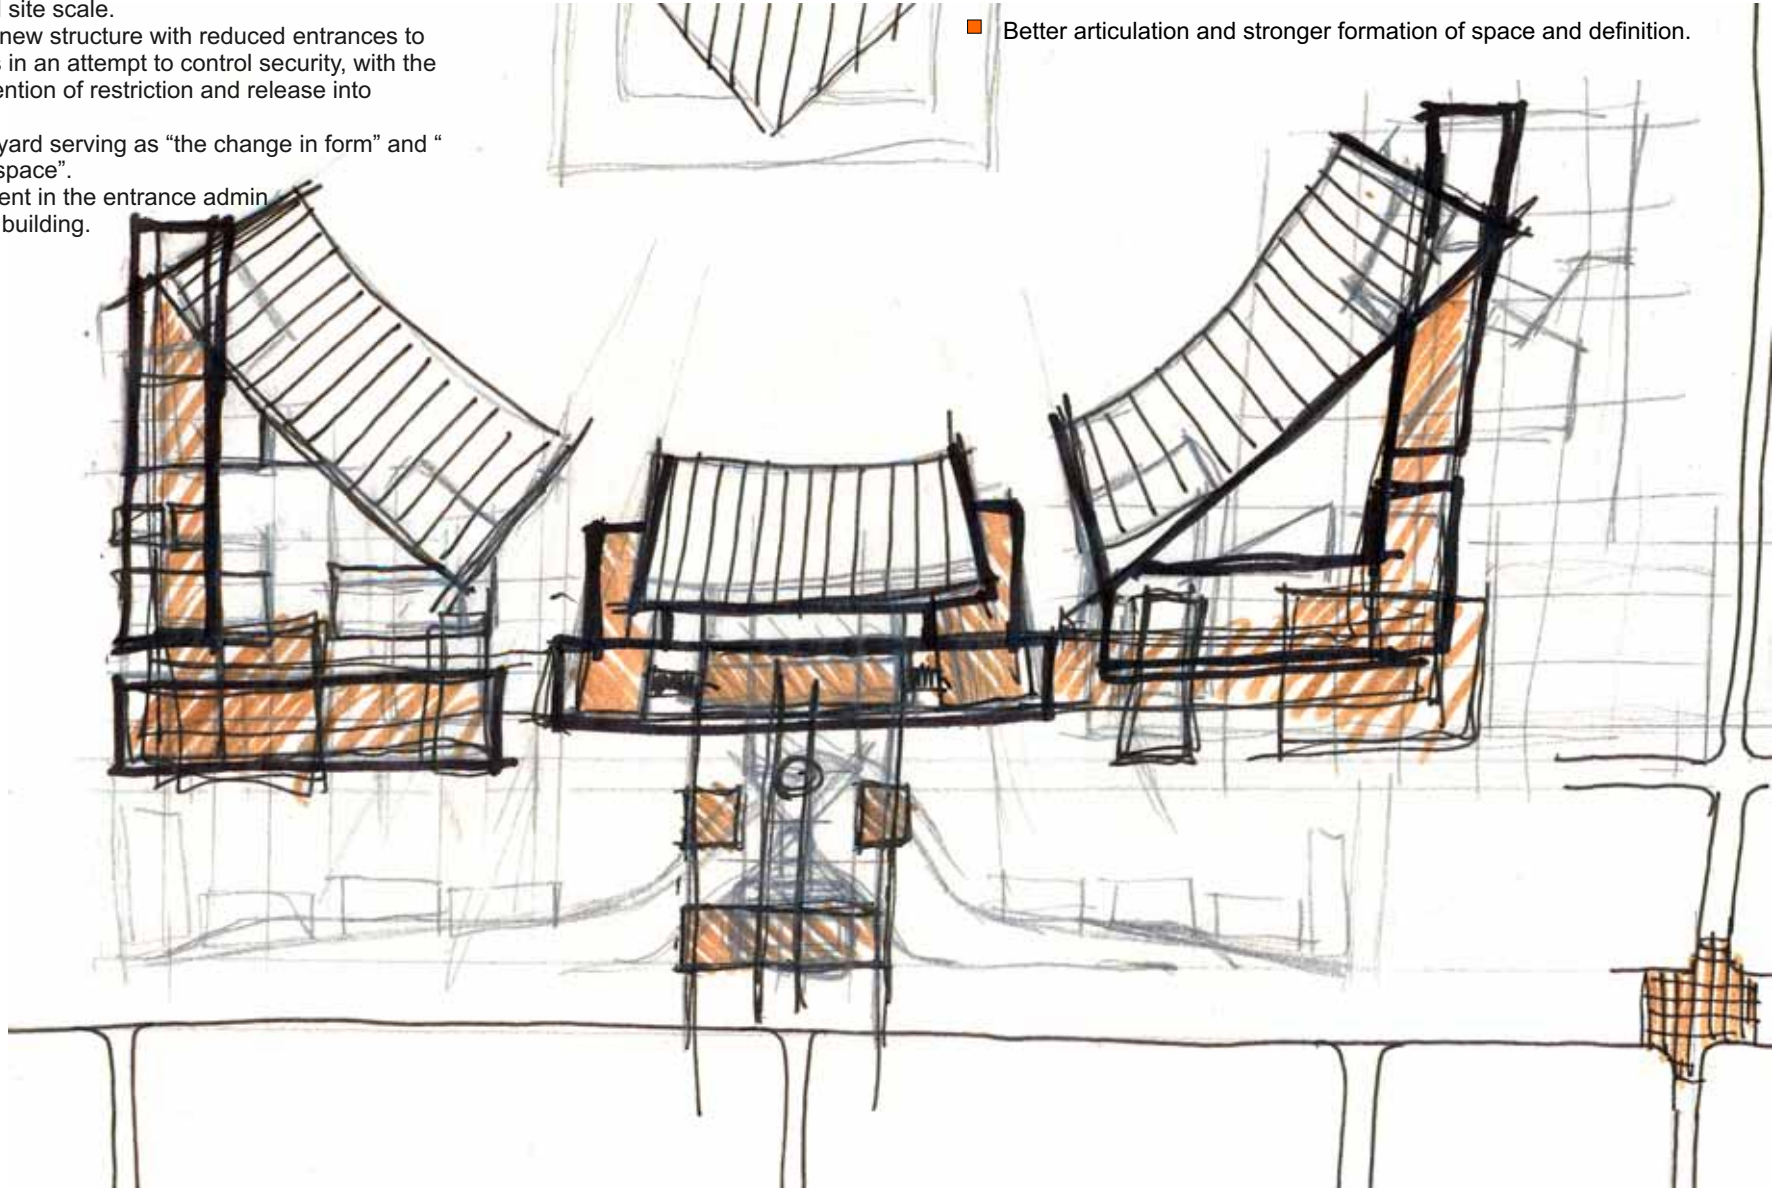 site scale.
new structure with reduced entrances to
in an attempt to control security, with the
ention of restriction and release into
yard serving as “the change in form” and “
space”.
ent in the entrance admin
building.
Better articulation and stronger formation of space and definition.